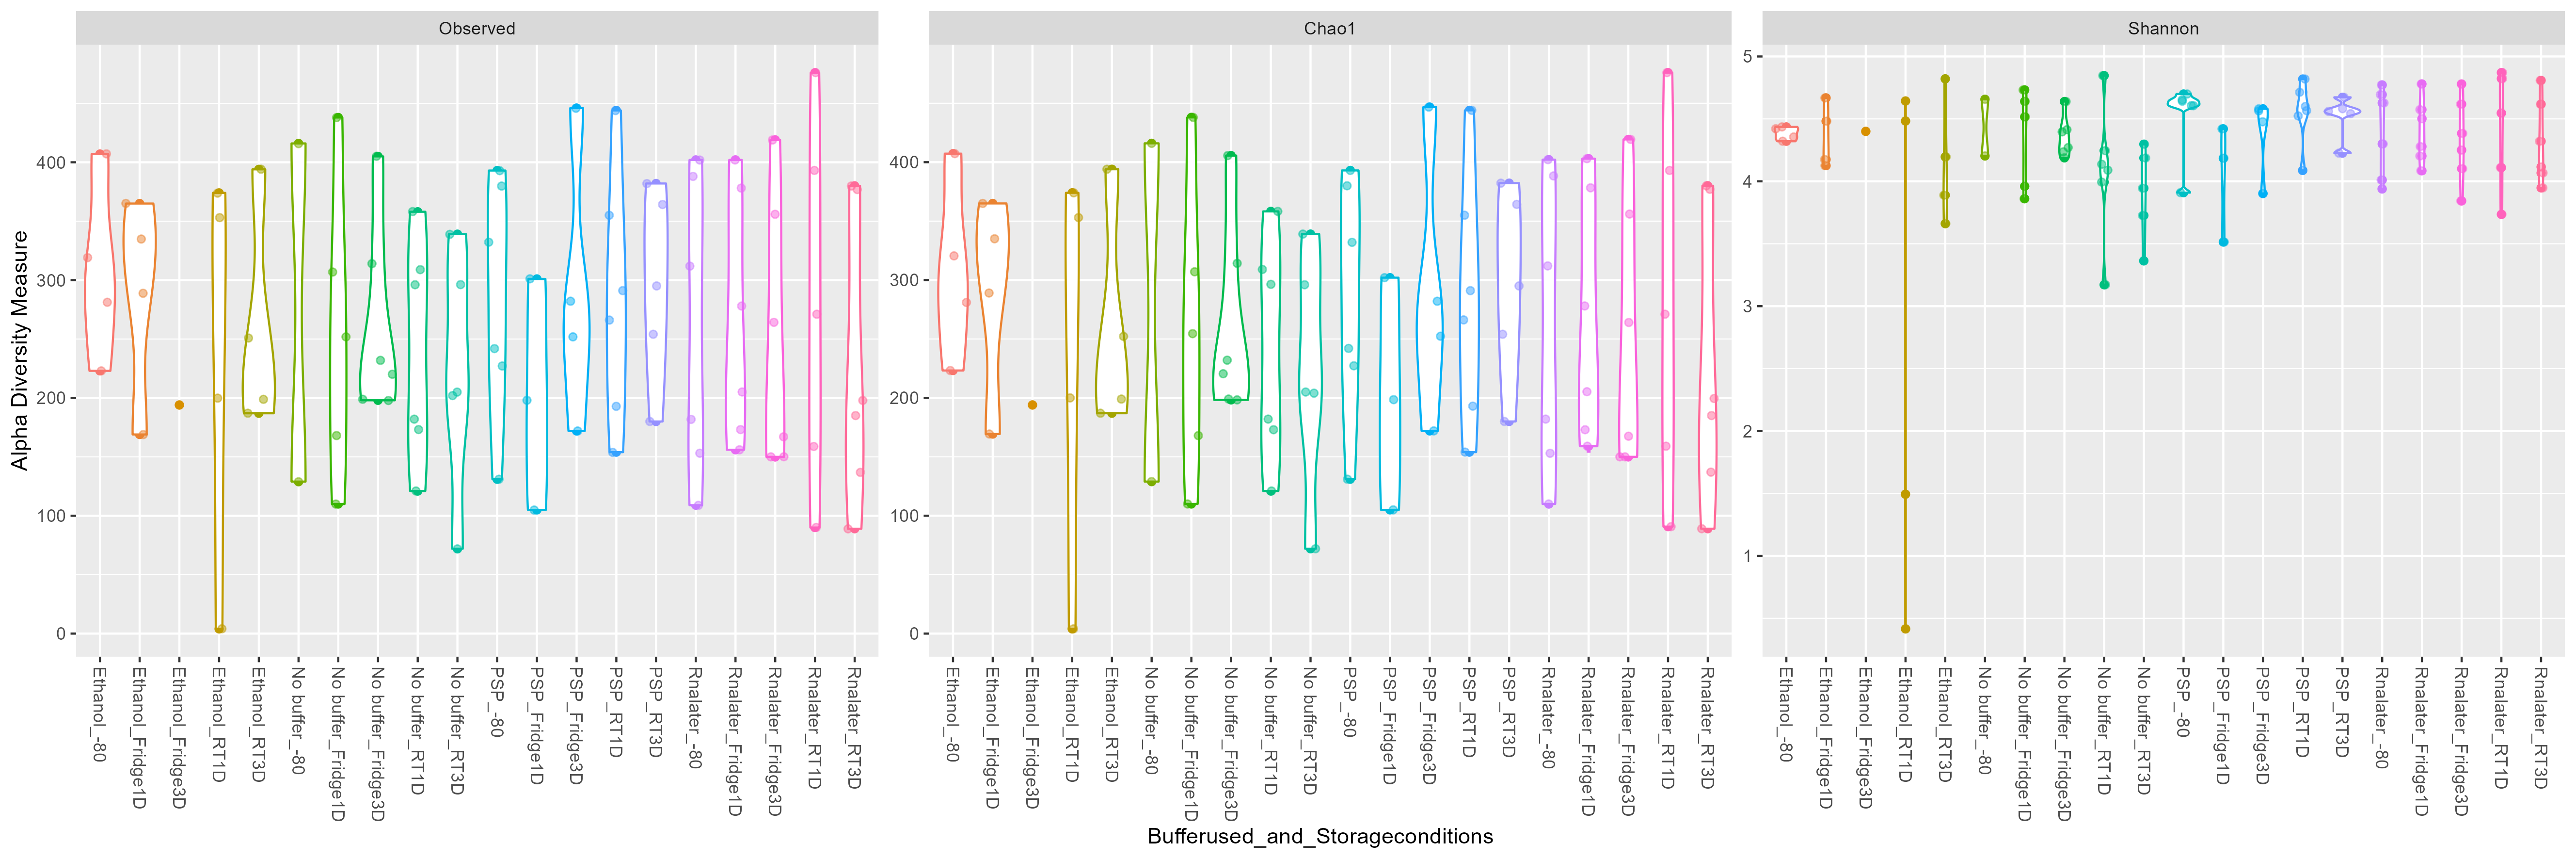 Observed
Chao1
Shannon
Alpha Diversity Measure
400
300
200
100
0
400
300
200
100
0
5
4
3
2
1
Ethanol_-80
Ethanol_Fridge1D
Ethanol_Fridge3D
Ethanol_RT1D
Ethanol_RT3D
No buffer_-80
No buffer_Fridge1D
No buffer_Fridge3D
No buffer_RT1D
No buffer_RT3D
PSP_-80
PSP_Fridge1D
PSP_Fridge3D
PSP_RT1D
PSP_RT3D
Rnalater_-80
Rnalater_Fridge1D
Rnalater_Fridge3D
Rnalater_RT1D
Rnalater_RT3D
Ethanol_-80
Ethanol_Fridge1D
Ethanol_Fridge3D
Ethanol_RT1D
Ethanol_RT3D
No buffer_-80
No buffer_Fridge1D
No buffer_Fridge3D
No buffer_RT1D
No buffer_RT3D
PSP_-80
PSP_Fridge1D
PSP_Fridge3D
PSP_RT1D
PSP_RT3D
Rnalater_-80
Rnalater_Fridge1D
Rnalater_Fridge3D
Rnalater_RT1D
Rnalater_RT3D
Ethanol_-80
Ethanol_Fridge1D
Ethanol_Fridge3D
Ethanol_RT1D
Ethanol_RT3D
No buffer_-80
No buffer_Fridge1D
No buffer_Fridge3D
No buffer_RT1D
No buffer_RT3D
PSP_-80
PSP_Fridge1D
PSP_Fridge3D
PSP_RT1D
PSP_RT3D
Rnalater_-80
Rnalater_Fridge1D
Rnalater_Fridge3D
Rnalater_RT1D
Rnalater_RT3D
Bufferused_and_Storageconditions